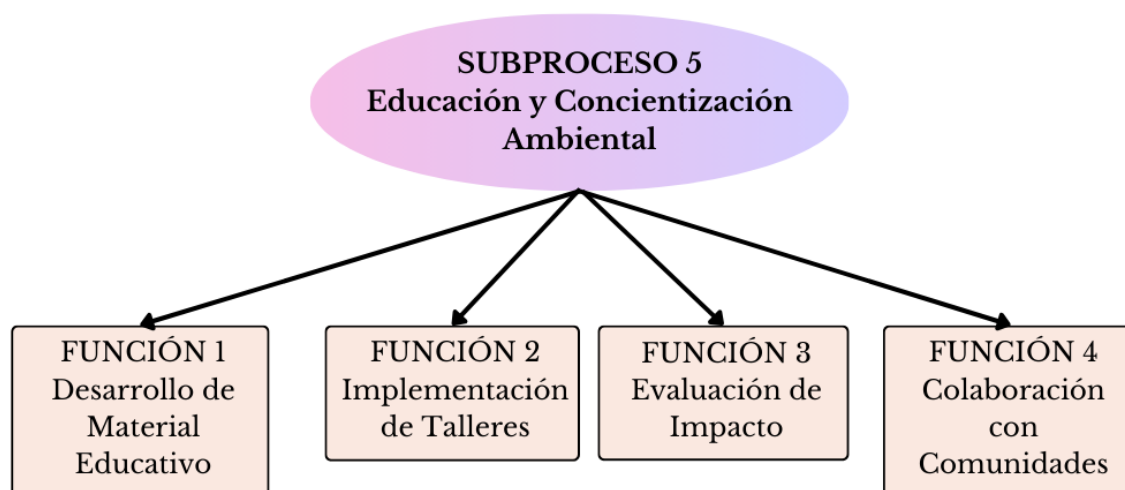 SUBPROCESO 5
Educación y Concientización
Ambiental
FUNCIÓN 1
Desarrollo de
Material
Educativo
FUNCIÓN 2
Implementación
de Talleres
FUNCIÓN 3
Evaluación de
Impacto
FUNCIÓN 4
Colaboración
con
Comunidades